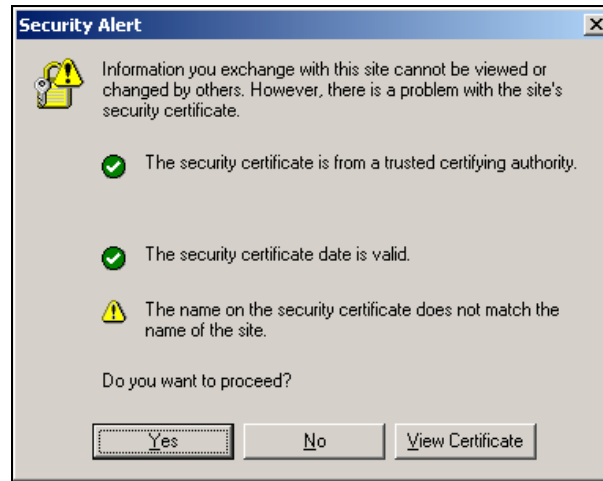 Security Alert
Information you exchange with this site cannot be viewed or
changed by others. However, there is a problem with the site's
security certificate.
The security certificate is from a trusted certifying authority.
The security certificate date is valid.
The name on the security certificate does not match the
name of the site.
Do you want to proceed?
Yes No View Certificate